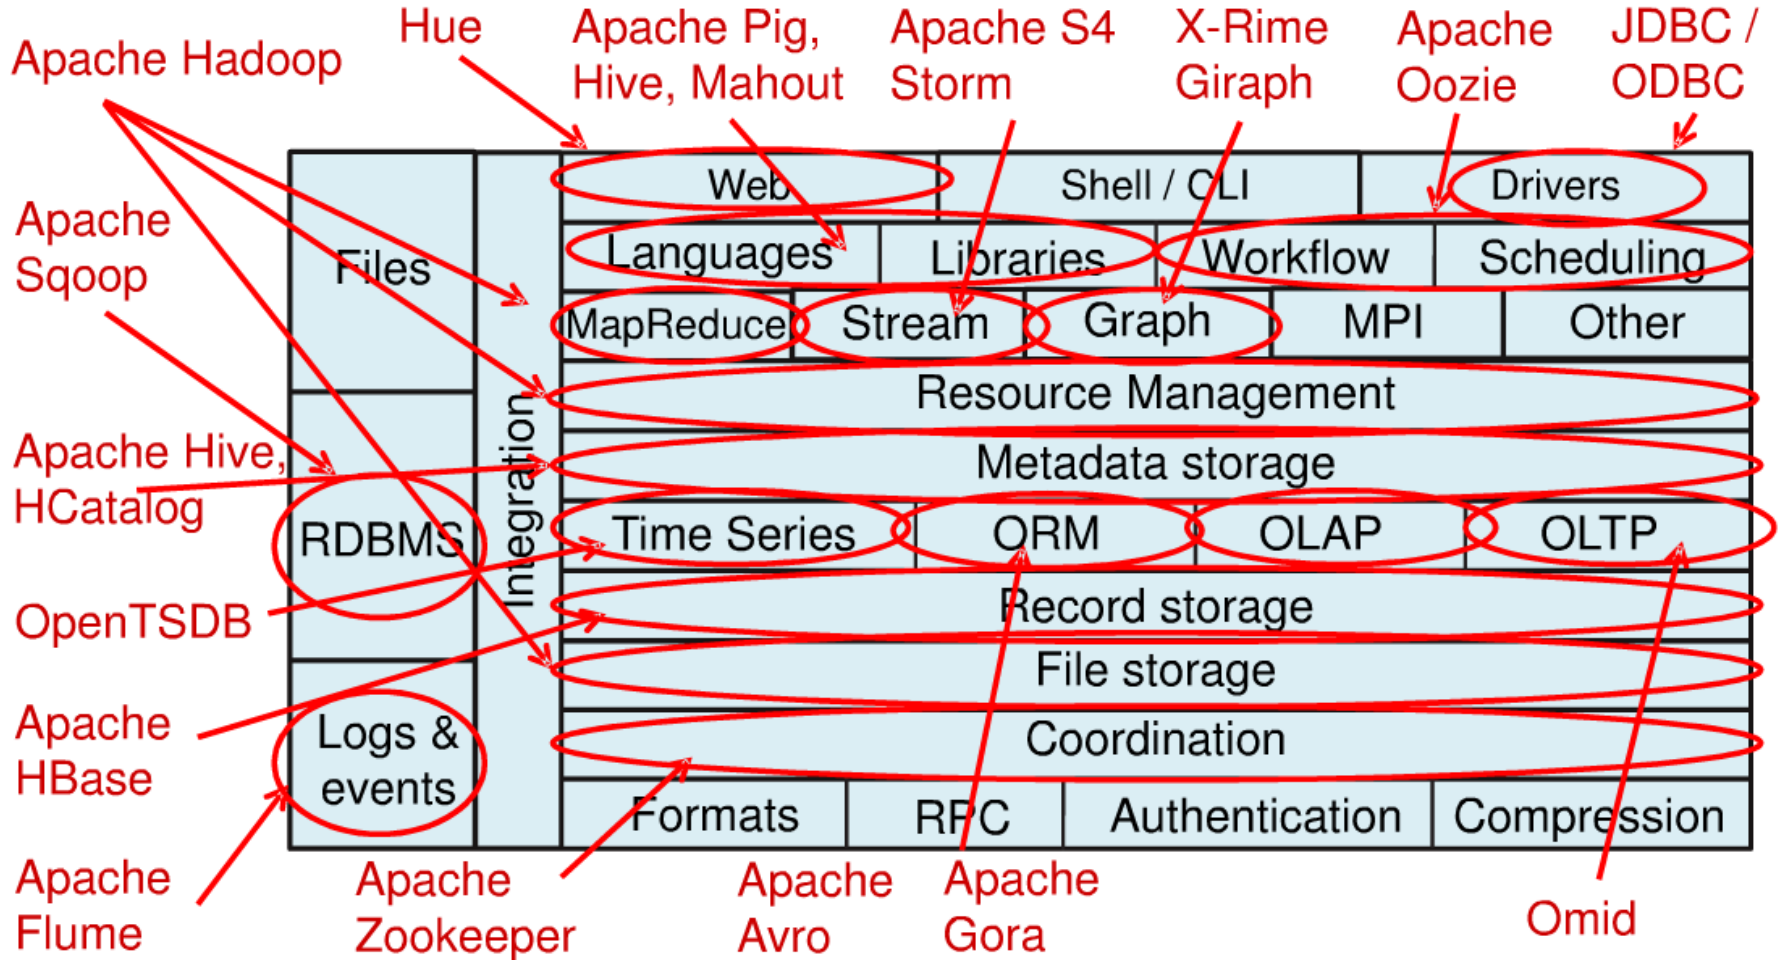 Apache Hadoop
Hue
Apache Pig,
Hive, Mahout
Apache S4
Storm
X-Rime
Giraph
Apache
Oozie
JDBC /
ODBC
Apache
Sqoop
Apache Hive,
HCatalog
OpenTSDB
Apache
HBase
Apache
Flume
Files
RDBMS
Logs &
events
Integration
Web
Shell / CLI
Drivers
Languages
Libraries
Workflow
Scheduling
MapReduce
Stream
Graph
MPI
Other
Resource Management
Metadata storage
Time Series
ORM
OLAP
OLTP
Record storage
File storage
Coordination
Formats
RPC
Authentication
Compression
Apache
Zookeeper
Apache
Avro
Apache
Gora
Omid